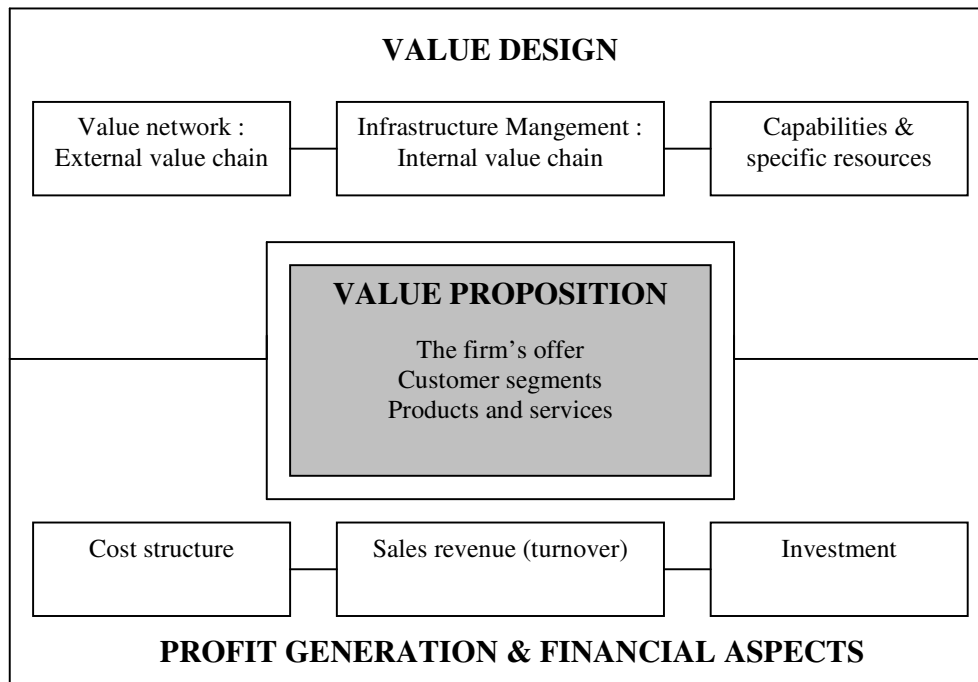 VALUE DESIGN
Value network :
External value chain
Infrastructure Mangement :
Internal value chain
Capabilities &
specific resources
VALUE PROPOSITION
The firm’s offer
Customer segments
Products and services
Cost structure
Sales revenue (turnover)
Investment
PROFIT GENERATION & FINANCIAL ASPECTS